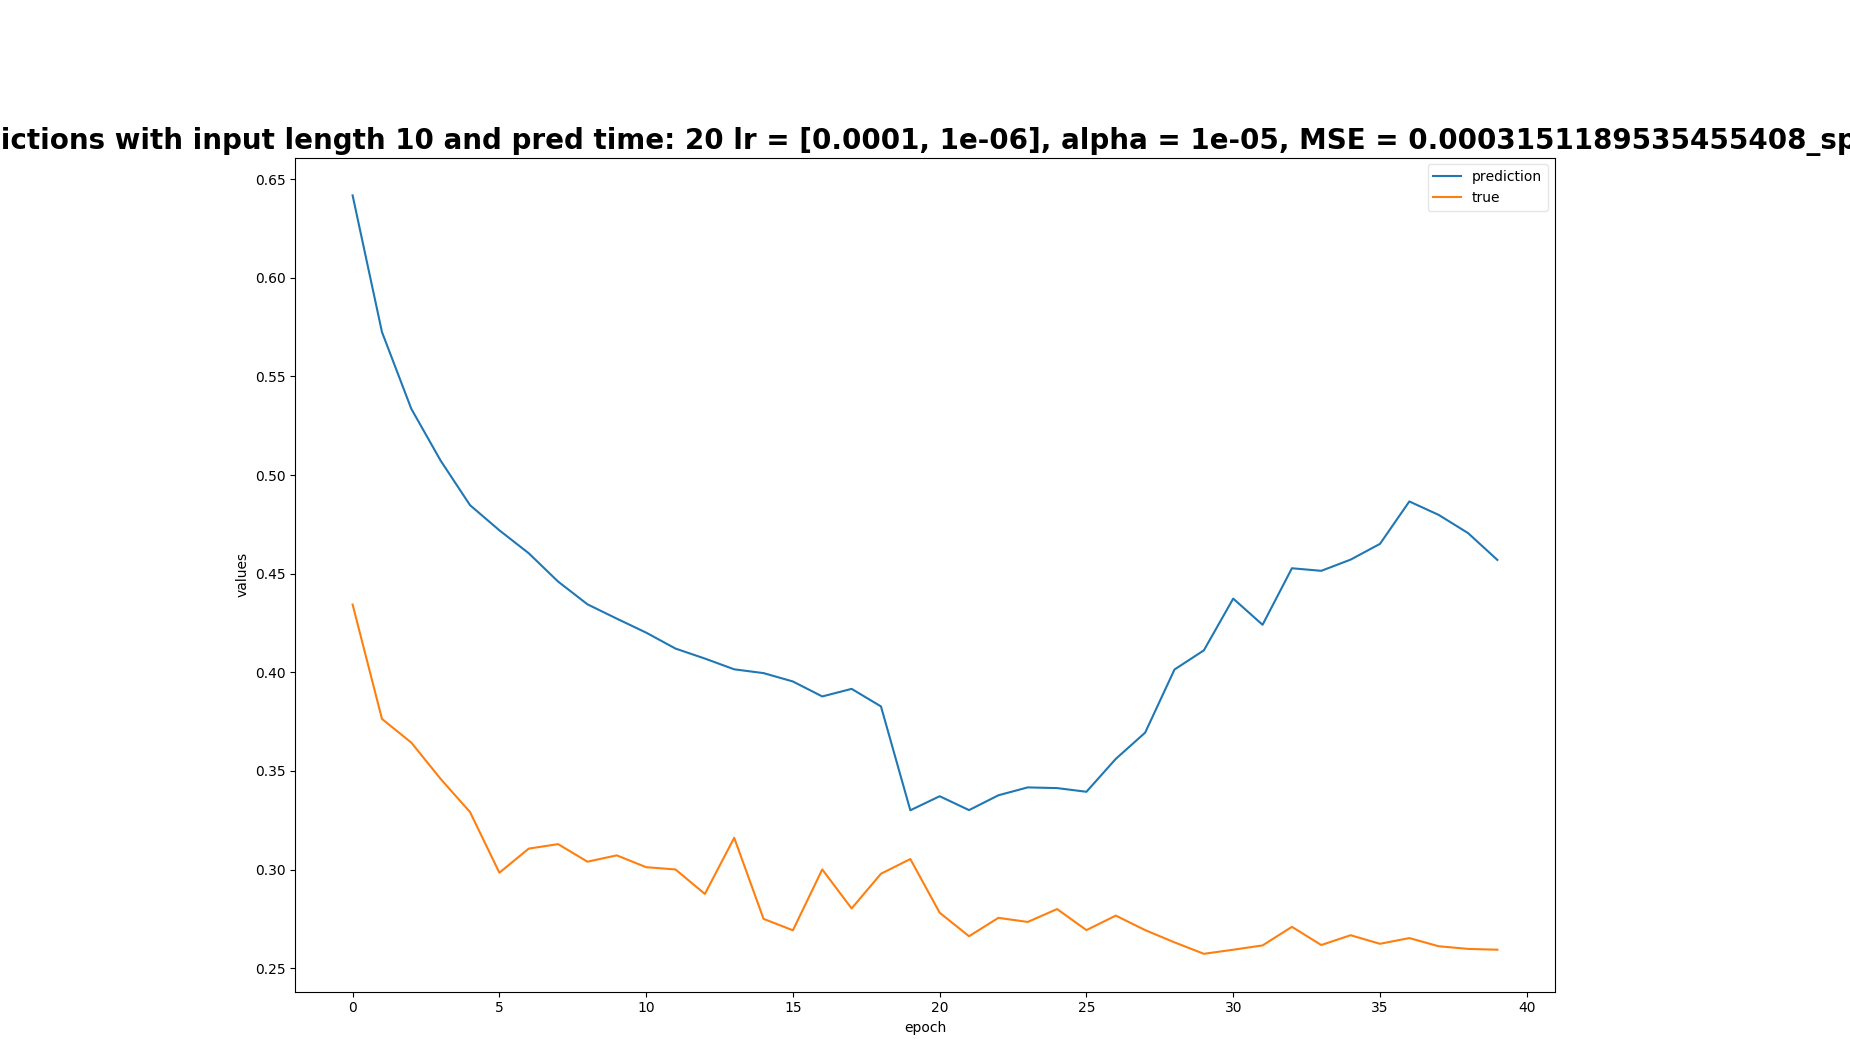 ictions with input length 10 and pred time: 20 lr = [0.0001, 1e-06], alpha = 1e-05, MSE = 0.0003151189535455408_sp
prediction
true
0.65
0.60
0.55
0.50
0.45
0.40
0.35
0.30
0.25
values
0 5 10 15 20 25 30 35 40
epoch